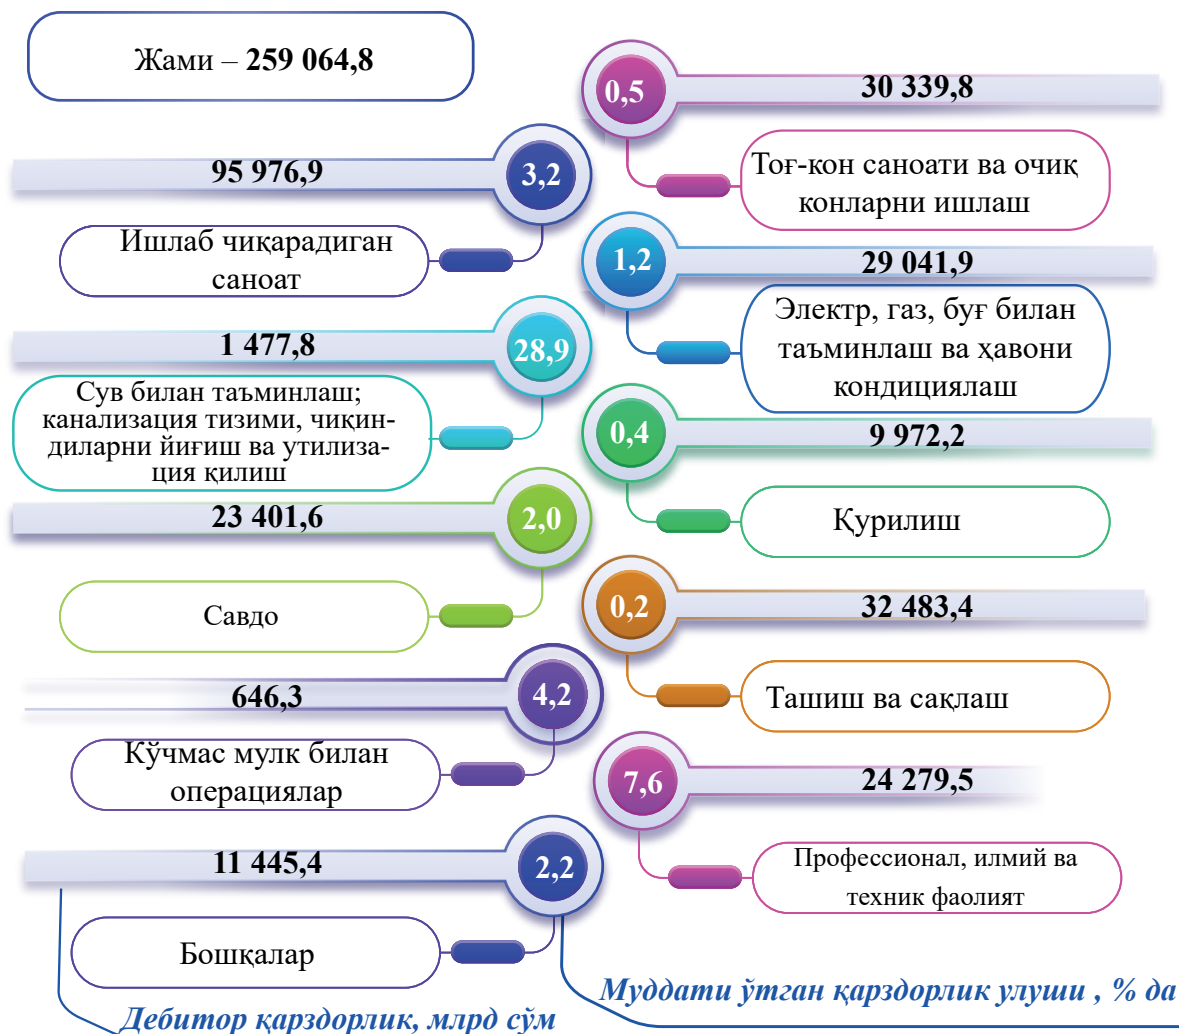 Жами – 259 064,8
0,5
30 339,8
Тоғ-кон саноати ва очиқ
конларни ишлаш
95 976,9
3,2
Ишлаб чиқарадиган
саноат
1,2
29 041,9
Электр, газ, буғ билан
таъминлаш ва ҳавони
кондициялаш
1 477,8
28,9
Сув билан таъминлаш;
канализация тизими, чиқин-
диларни йиғиш ва утилиза-
ция қилиш
0,4
9 972,2
Қурилиш
23 401,6
2,0
Савдо
0,2
32 483,4
Ташиш ва сақлаш
646,3
4,2
Кўчмас мулк билан
операциялар
7,6
24 279,5
Профессионал, илмий ва
техник фаолият
11 445,4
2,2
Бошқалар
Муддати ўтган қарздорлик улуши , % да
Дебитор қарздорлик, млрд сўм